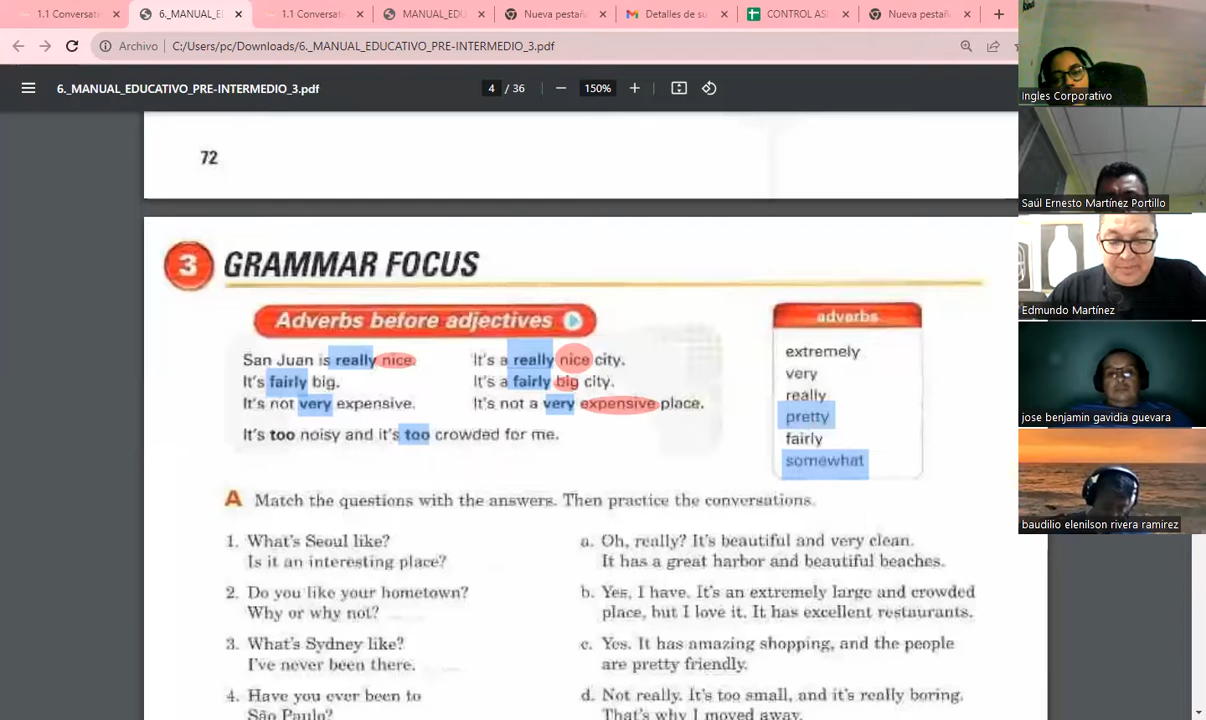 1.1 Conversat
6._MANUAL_E
1.1 Conversat
MANUAL_EDU
Nueva pestañ
Detalles de su
CONTROL ASI
Nueva pestañ
Archivo
C:/Users/pc/Downloads/6._MANUAL_EDUCATIVO_PRE-INTERMEDIO_3.pdf
6._MANUAL_EDUCATIVO_PRE-INTERMEDIO_3.pdf
4 / 36
150%
72
3 GRAMMAR FOCUS
Adverbs before adjectives
San Juan is really nice.
It's a really nice city.
It's fairly big.
It's a fairly big city.
It's not very expensive.
It's not a very expensive place.
It's too noisy and it's too crowded for me.
adverbs
extremely
very
really
pretty
fairly
somewhat
A Match the questions with the answers. Then practice the conversations.
1. What's Seoul like?
Is it an interesting place?
2. Do you like your hometown?
Why or why not?
3. What's Sydney like?
I've never been there.
4. Have you ever been to
São Paulo?
a. Oh, really? It's beautiful and very clean.
It has a great harbor and beautiful beaches.
b. Yes, I have. It's an extremely large and crowded
place, but I love it. It has excellent restaurants.
c. Yes. It has amazing shopping, and the people
are pretty friendly.
d. Not really. It's too small, and it's really boring.
That's why I moved away.
Ingles Corporativo
Saúl Ernesto Martínez Portillo
Edmundo Martínez
jose benjamin gavidia guevara
baudilio elenilson rivera ramirez